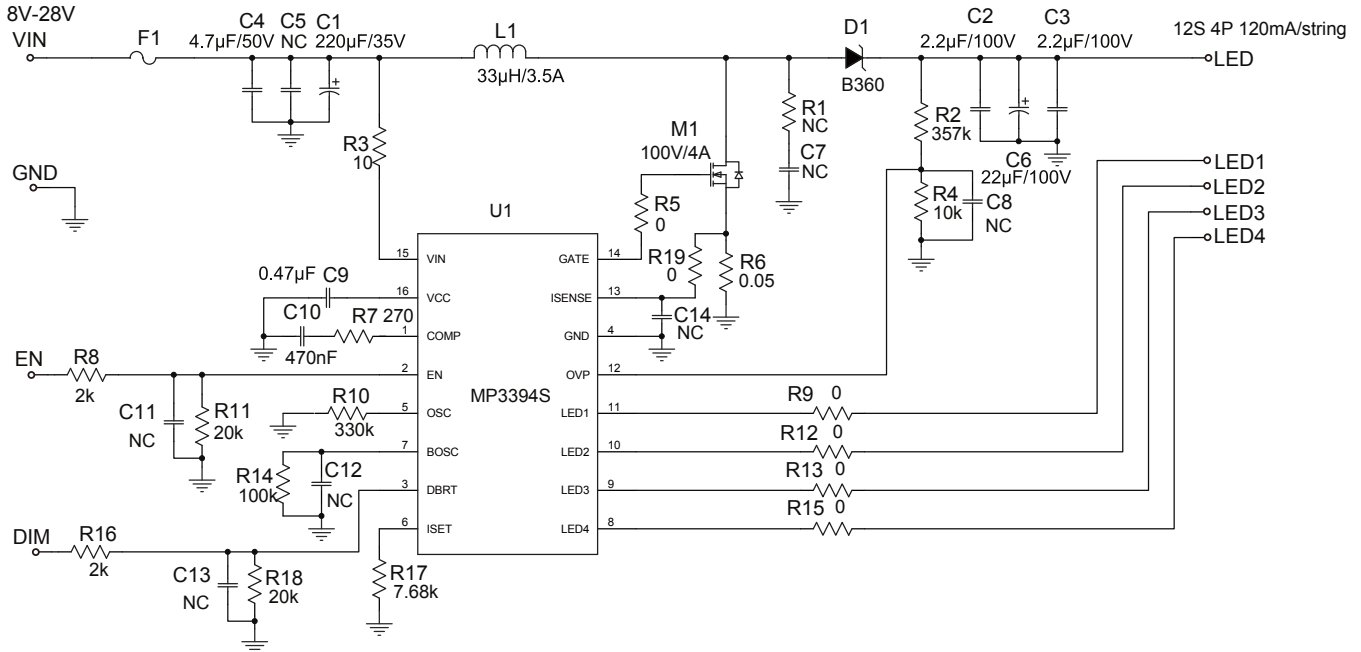 8V-28V
VIN
F1
C4
4.7µF/50V
C5
NC
C1
220µF/35V
+
L1
33µH/3.5A
D1
B360
C2
2.2µF/100V
C3
2.2µF/100V
12S 4P 120mA/string
LED
R3
10
M1
100V/4A
R1
NC
C7
NC
R2
357k
+
C6
22µF/100V
GND
LED1
LED2
LED3
LED4
R4
10k
C8
NC
U1
R5
0
R19
0
R6
0.05
15
VIN
GATE
14
0.47µF
C9
16
VCC
ISENSE
13
C10
470nF
R7 270
1
COMP
GND
4
C14
NC
EN
R8
2k
2
EN
OVP
12
MP3394S
C11
NC
R11
20k
R10
330k
5
OSC
LED1
11
R9 0
7
BOSC
LED2
10
R12 0
R14
100k
C12
NC
3
DBRT
LED3
9
R13 0
6
ISET
LED4
8
R15 0
DIM
R16
2k
C13
NC
R18
20k
R17
7.68k